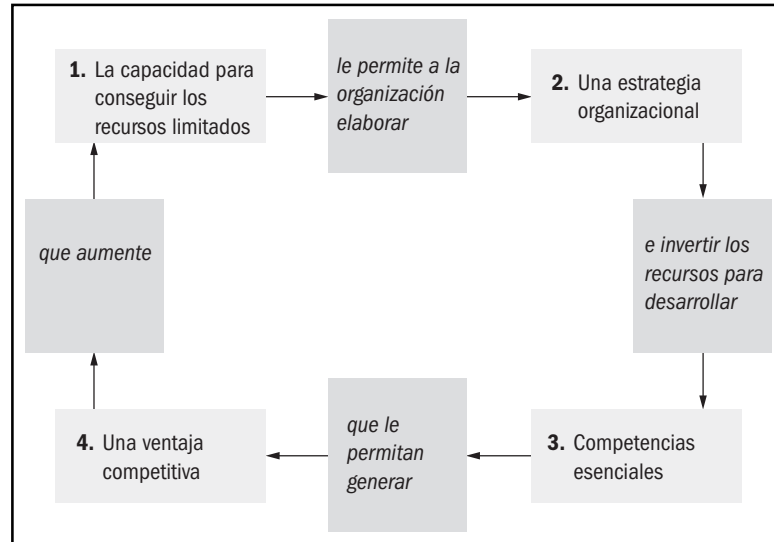 1. La capacidad para
conseguir los
recursos limitados
le permite a la
organización
elaborar
2. Una estrategia
organizacional
e invertir los
recursos para
desarrollar
3. Competencias
esenciales
que le
permitan
generar
4. Una ventaja
competitiva
que aumente